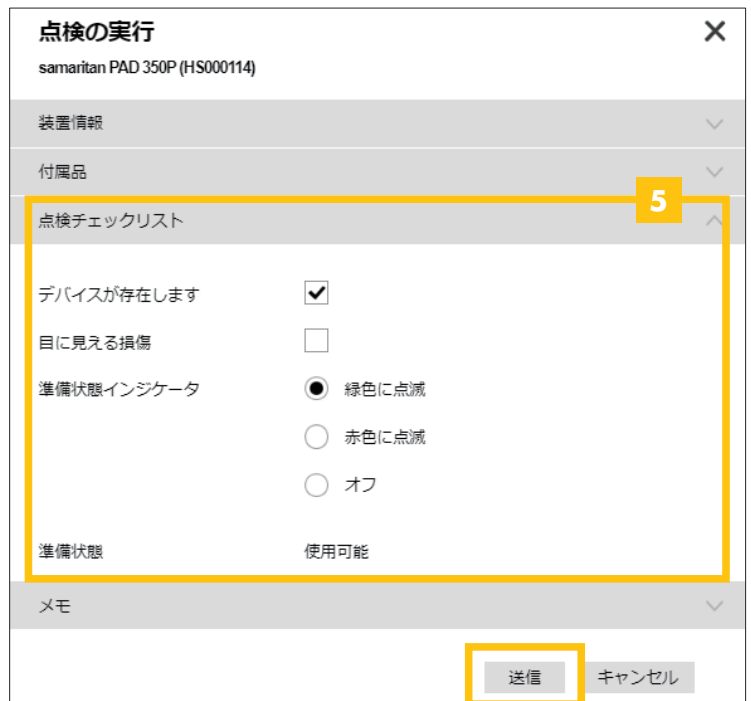 点検の実行
samaritan PAD 350P (HS000114)
装置情報
付属品
5
点検チェックリスト
デバイスが存在します
目に見える損傷
準備状態インジケータ 緑色に点滅
赤色に点滅
オフ
準備状態 使用可能
メモ
送信 キャンセル